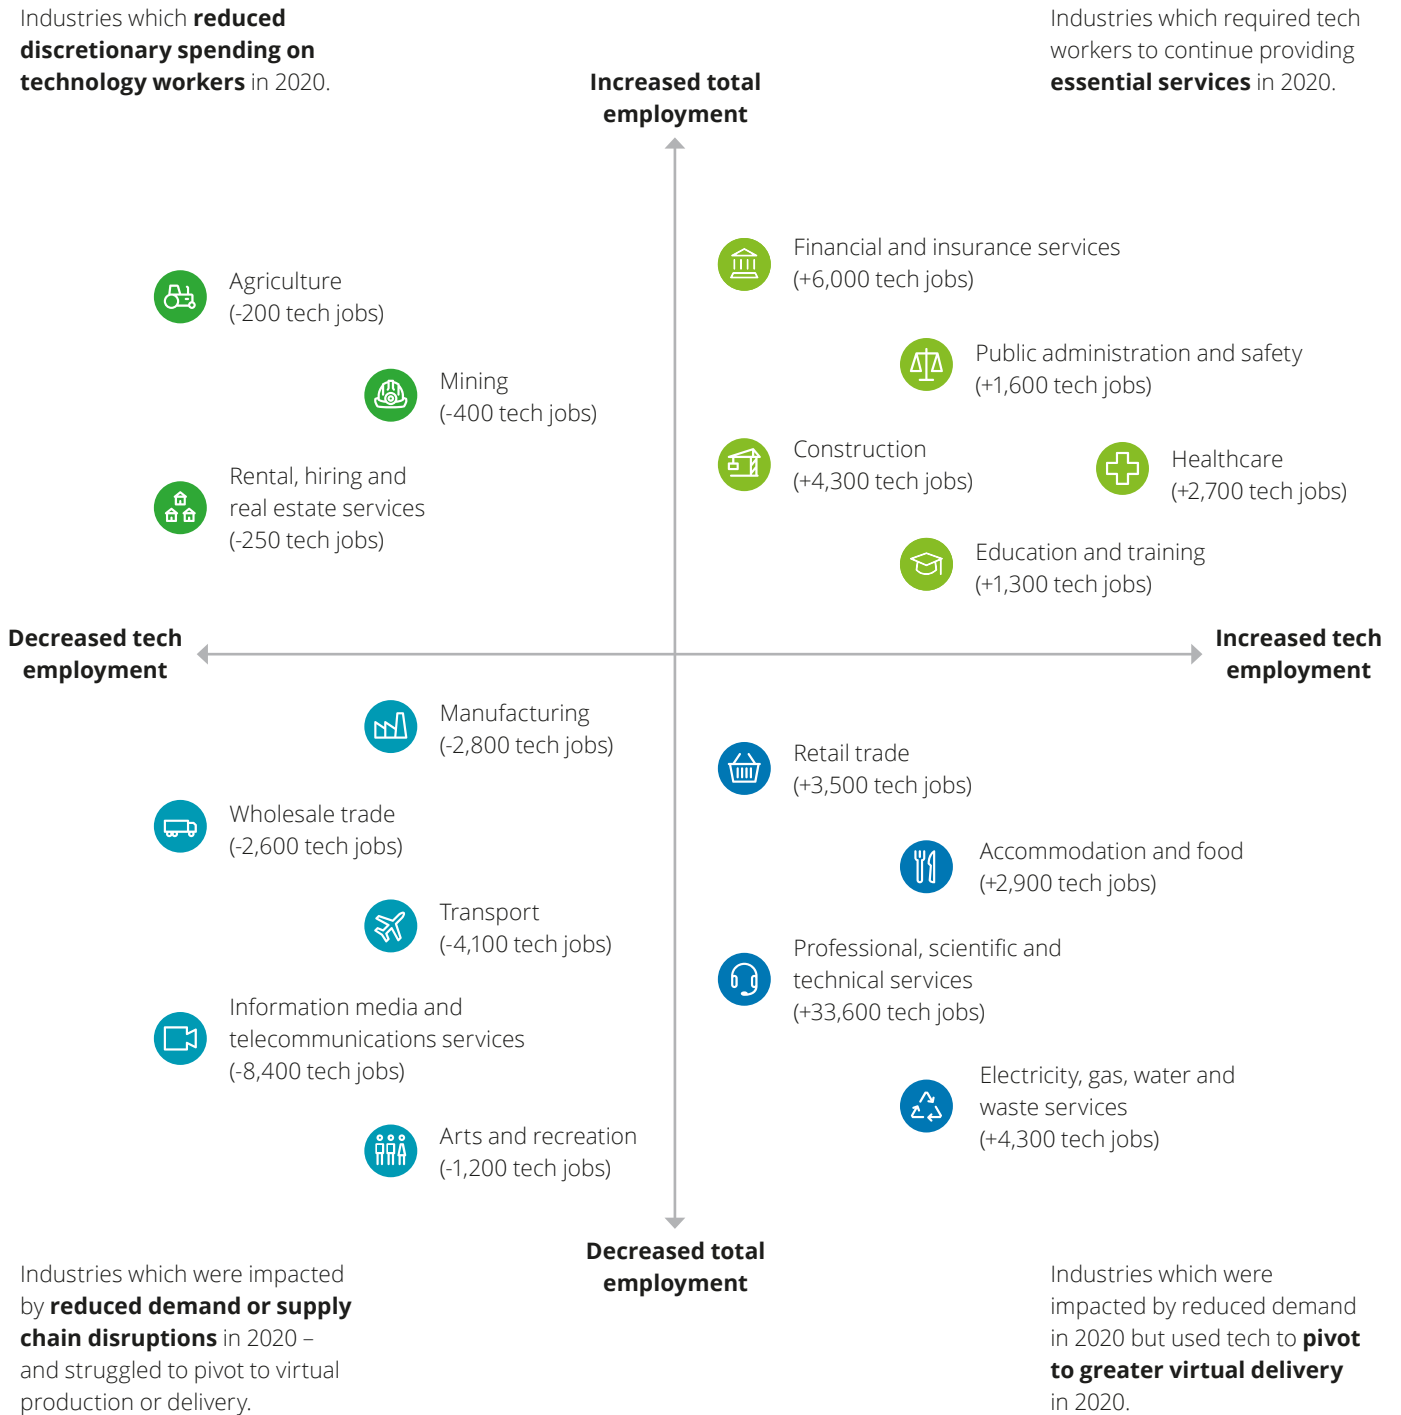 Industries which reduced
discretionary spending on
technology workers in 2020.
Industries which required tech
workers to continue providing
essential services in 2020.
Increased total
employment
Agriculture
(-200 tech jobs)
Mining
(-400 tech jobs)
Rental, hiring and
real estate services
(-250 tech jobs)
Financial and insurance services
(+6,000 tech jobs)
Public administration and safety
(+1,600 tech jobs)
Construction
(+4,300 tech jobs)
Healthcare
(+2,700 tech jobs)
Education and training
(+1,300 tech jobs)
Decreased tech
employment
Increased tech
employment
Manufacturing
(-2,800 tech jobs)
Wholesale trade
(-2,600 tech jobs)
Transport
(-4,100 tech jobs)
Information media and
telecommunications services
(-8,400 tech jobs)
Arts and recreation
(-1,200 tech jobs)
Retail trade
(+3,500 tech jobs)
Accommodation and food
(+2,900 tech jobs)
Professional, scientific and
technical services
(+33,600 tech jobs)
Electricity, gas, water and
waste services
(+4,300 tech jobs)
Decreased total
employment
Industries which were impacted
by reduced demand or supply
chain disruptions in 2020 –
and struggled to pivot to virtual
production or delivery.
Industries which were
impacted by reduced demand
in 2020 but used tech to pivot
to greater virtual delivery
in 2020.